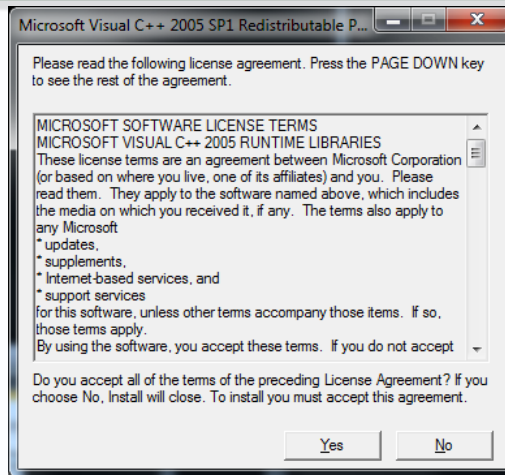 Microsoft Visual C++ 2005 SP1 Redistributable P...
Please read the following license agreement. Press the PAGE DOWN key
to see the rest of the agreement.
MICROSOFT SOFTWARE LICENSE TERMS
MICROSOFT VISUAL C++ 2005 RUNTIME LIBRARIES
These license terms are an agreement between Microsoft Corporation
(or based on where you live, one of its affiliates) and you.  Please
read them.  They apply to the software named above, which includes
the media on which you received it, if any.  The terms also apply to
any Microsoft
* updates,
* supplements,
* Internet-based services, and
* support services
for this software, unless other terms accompany those items.  If so,
those terms apply.
By using the software, you accept these terms.  If you do not accept
Do you accept all of the terms of the preceding License Agreement? If you
choose No, Install will close. To install you must accept this agreement.
Yes
No